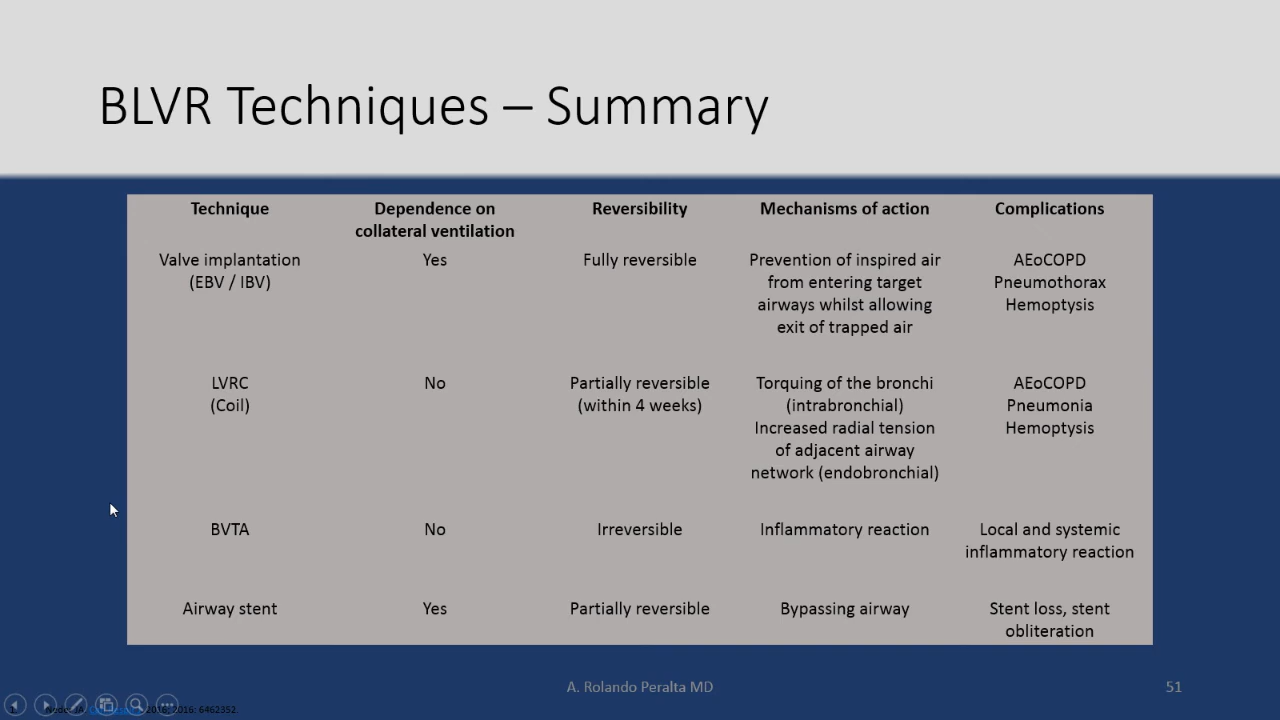 BLVR Techniques – Summary
Technique
Dependence on
collateral ventilation
Reversibility
Mechanisms of action
Complications
Valve implantation
(EBV / IBV)
Yes
Fully reversible
Prevention of inspired air
from entering target
airways whilst allowing
exit of trapped air
AEoCOPD
Pneumothorax
Hemoptysis
LVRC
(Coil)
No
Partially reversible
(within 4 weeks)
Torquing of the bronchi
(intrabronchial)
Increased radial tension
of adjacent airway
network (endobronchial)
AEoCOPD
Pneumonia
Hemoptysis
BVTA
No
Irreversible
Inflammatory reaction
Local and systemic
inflammatory reaction
Airway stent
Yes
Partially reversible
Bypassing airway
Stent loss, stent
obliteration
A. Rolando Peralta MD
51
2016: 6462352.